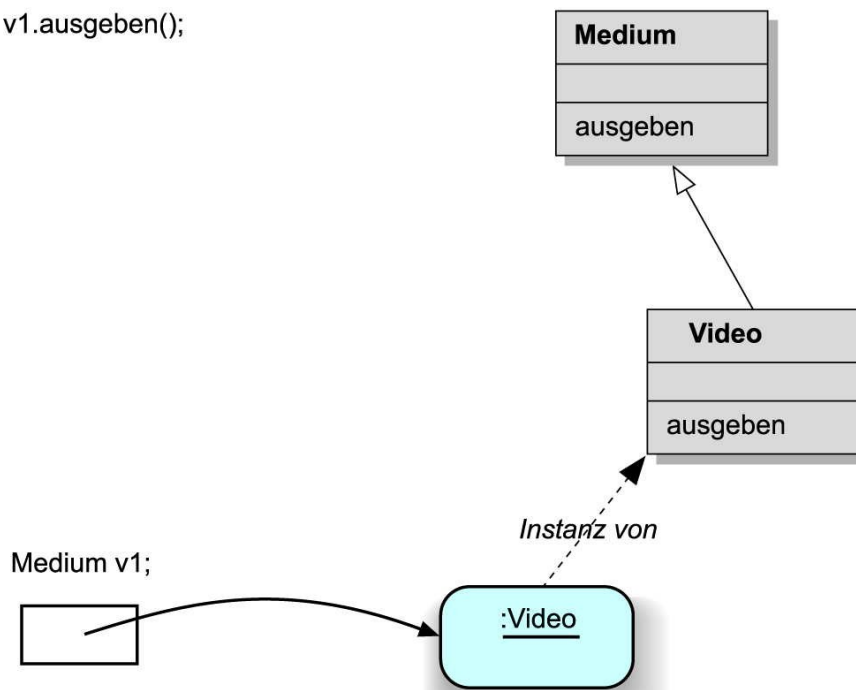 v1.ausgeben();
Medium
ausgeben
Video
ausgeben
Instanz von
Medium v1;
:Video